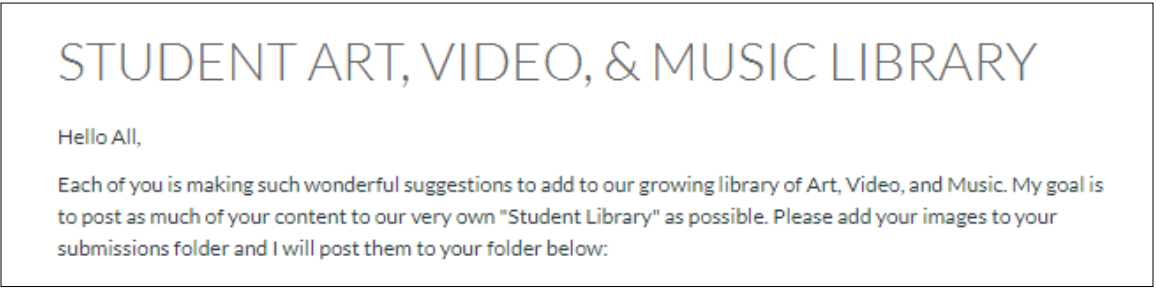 STUDENT ART, VIDEO, & MUSIC LIBRARY
Hello All,
Each of you is making such wonderful suggestions to add to our growing library of Art, Video, and Music. My goal is
to post as much of your content to our very own "Student Library" as possible. Please add your images to your
submissions folder and I will post them to your folder below: